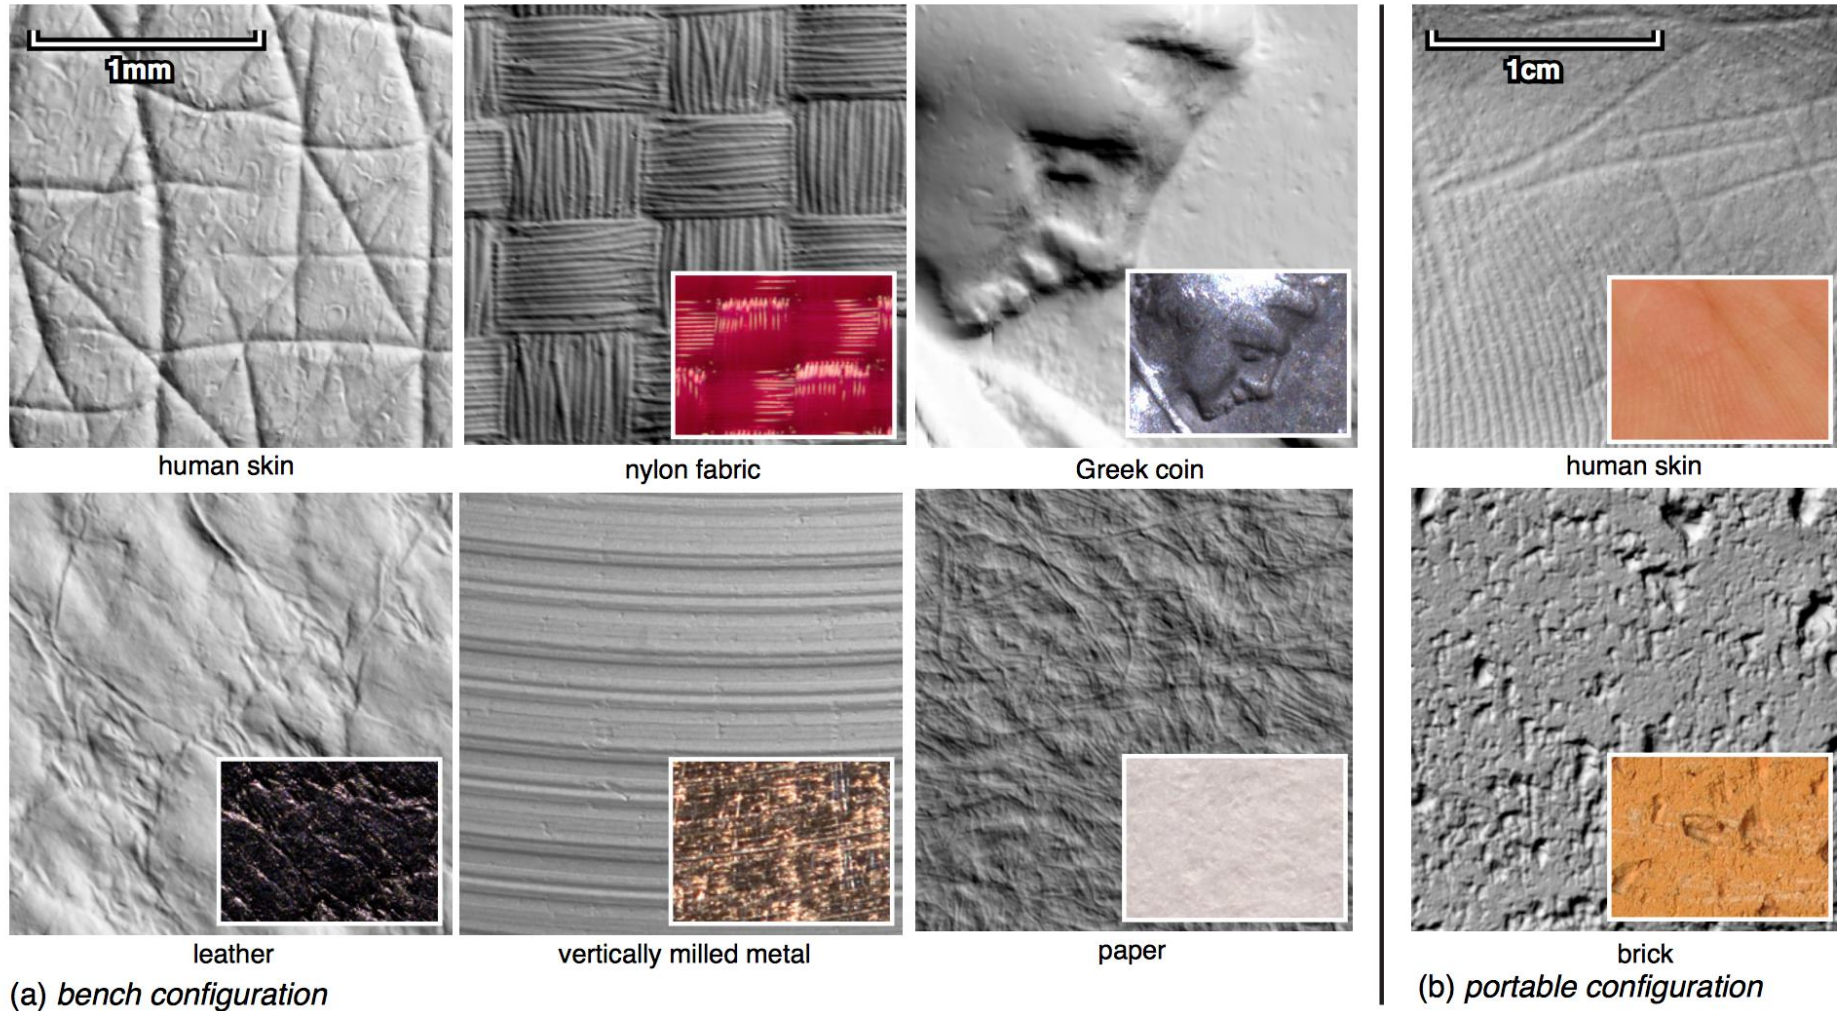 1mm
1cm
human skin
nylon fabric
Greek coin
human skin
leather
vertically milled metal
paper
brick
(a) bench configuration
(b) portable configuration